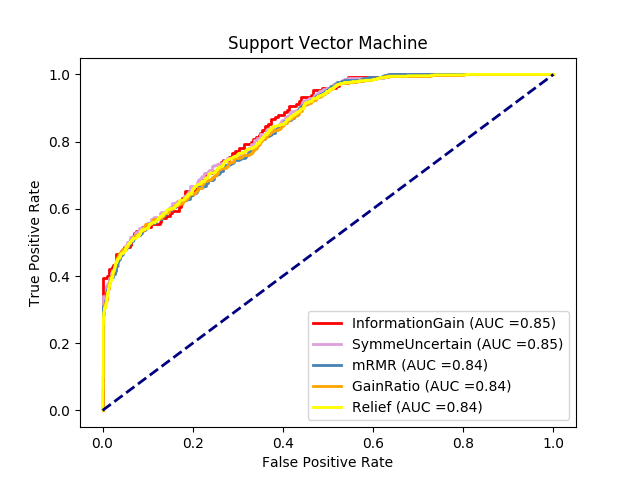 Support Vector Machine
True Positive Rate
1.0
0.8
0.6
0.4
0.2
0.0
InformationGain (AUC =0.85)
SymmeUncertain (AUC =0.85)
mRMR (AUC =0.84)
GainRatio (AUC =0.84)
Relief (AUC =0.84)
0.0 0.2 0.4 0.6 0.8 1.0
False Positive Rate